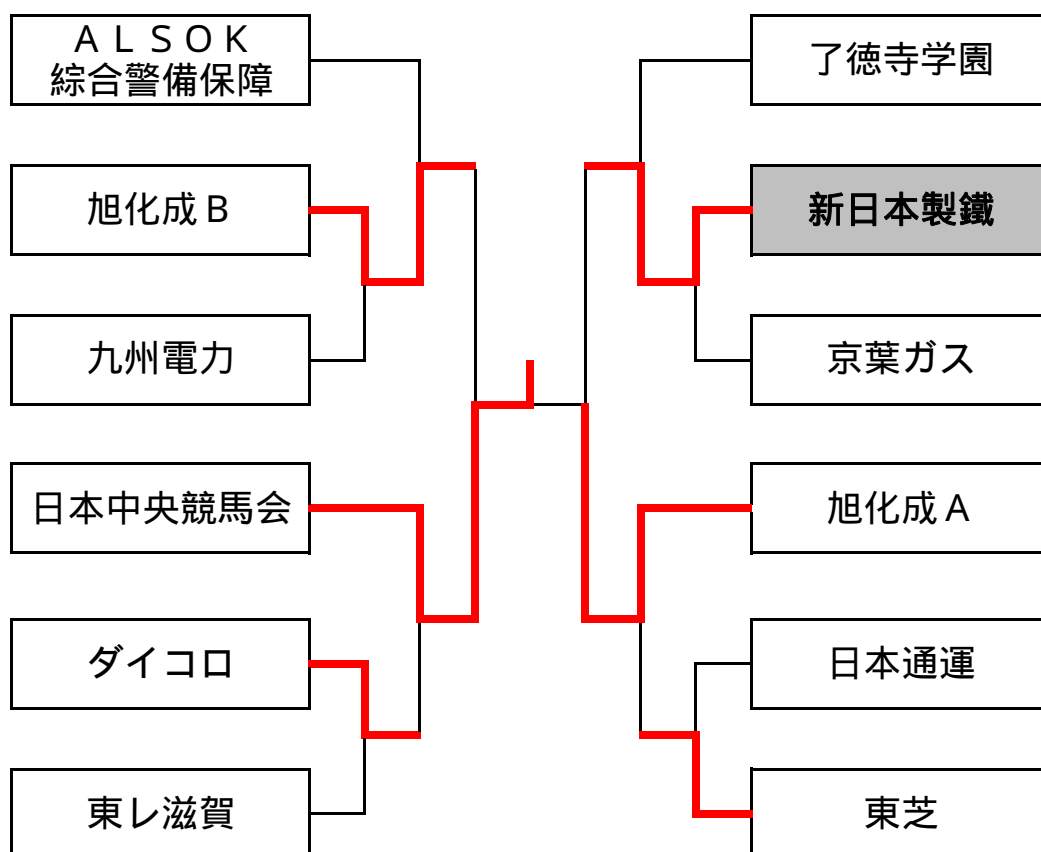 ＡＬＳＯＫ
綜合警備保障
旭化成Ｂ
九州電力
日本中央競馬会
ダイコロ
東レ滋賀
了徳寺学園
新日本製鐵
京葉ガス
旭化成Ａ
日本通運
東芝